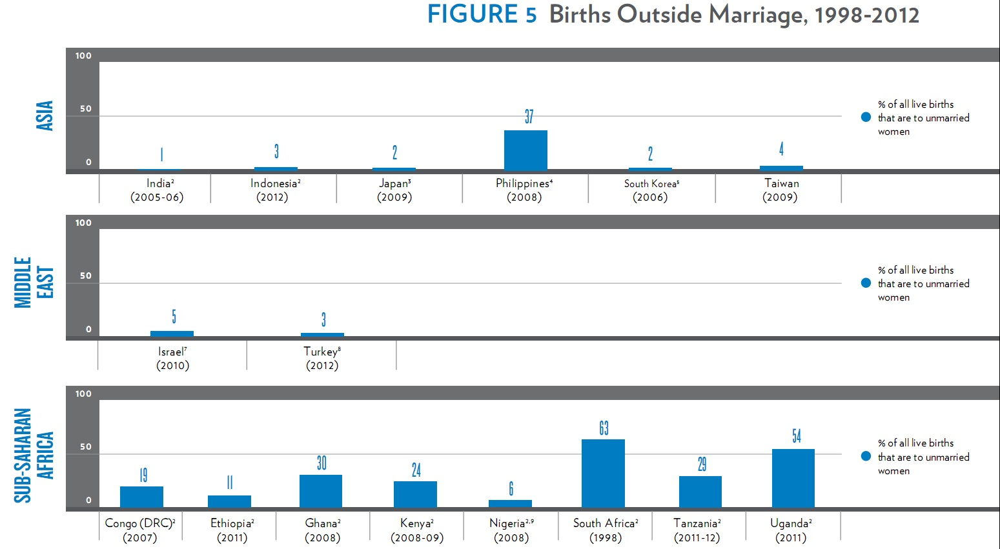 FIGURE 5 Births Outside Marriage, 1998-2012
ASIA
100
50
0
1
3
2
37
2
4
India²
(2005-06)
Indonesia²
(2012)
Japan³
(2009)
Philippines⁴
(2008)
South Korea⁵
(2006)
Taiwan
(2009)
% of all live births
that are to unmarried
women
MIDDLE
EAST
100
50
0
5
3
Israel⁷
(2010)
Turkey⁸
(2012)
% of all live births
that are to unmarried
women
SUB-SAHARAN
AFRICA
100
50
0
19
11
30
24
6
63
29
54
Congo (DRC)²
(2007)
Ethiopia²
(2011)
Ghana²
(2008)
Kenya²
(2008-09)
Nigeria²,⁹
(2008)
South Africa²
(1998)
Tanzania²
(2011-12)
Uganda²
(2011)
% of all live births
that are to unmarried
women